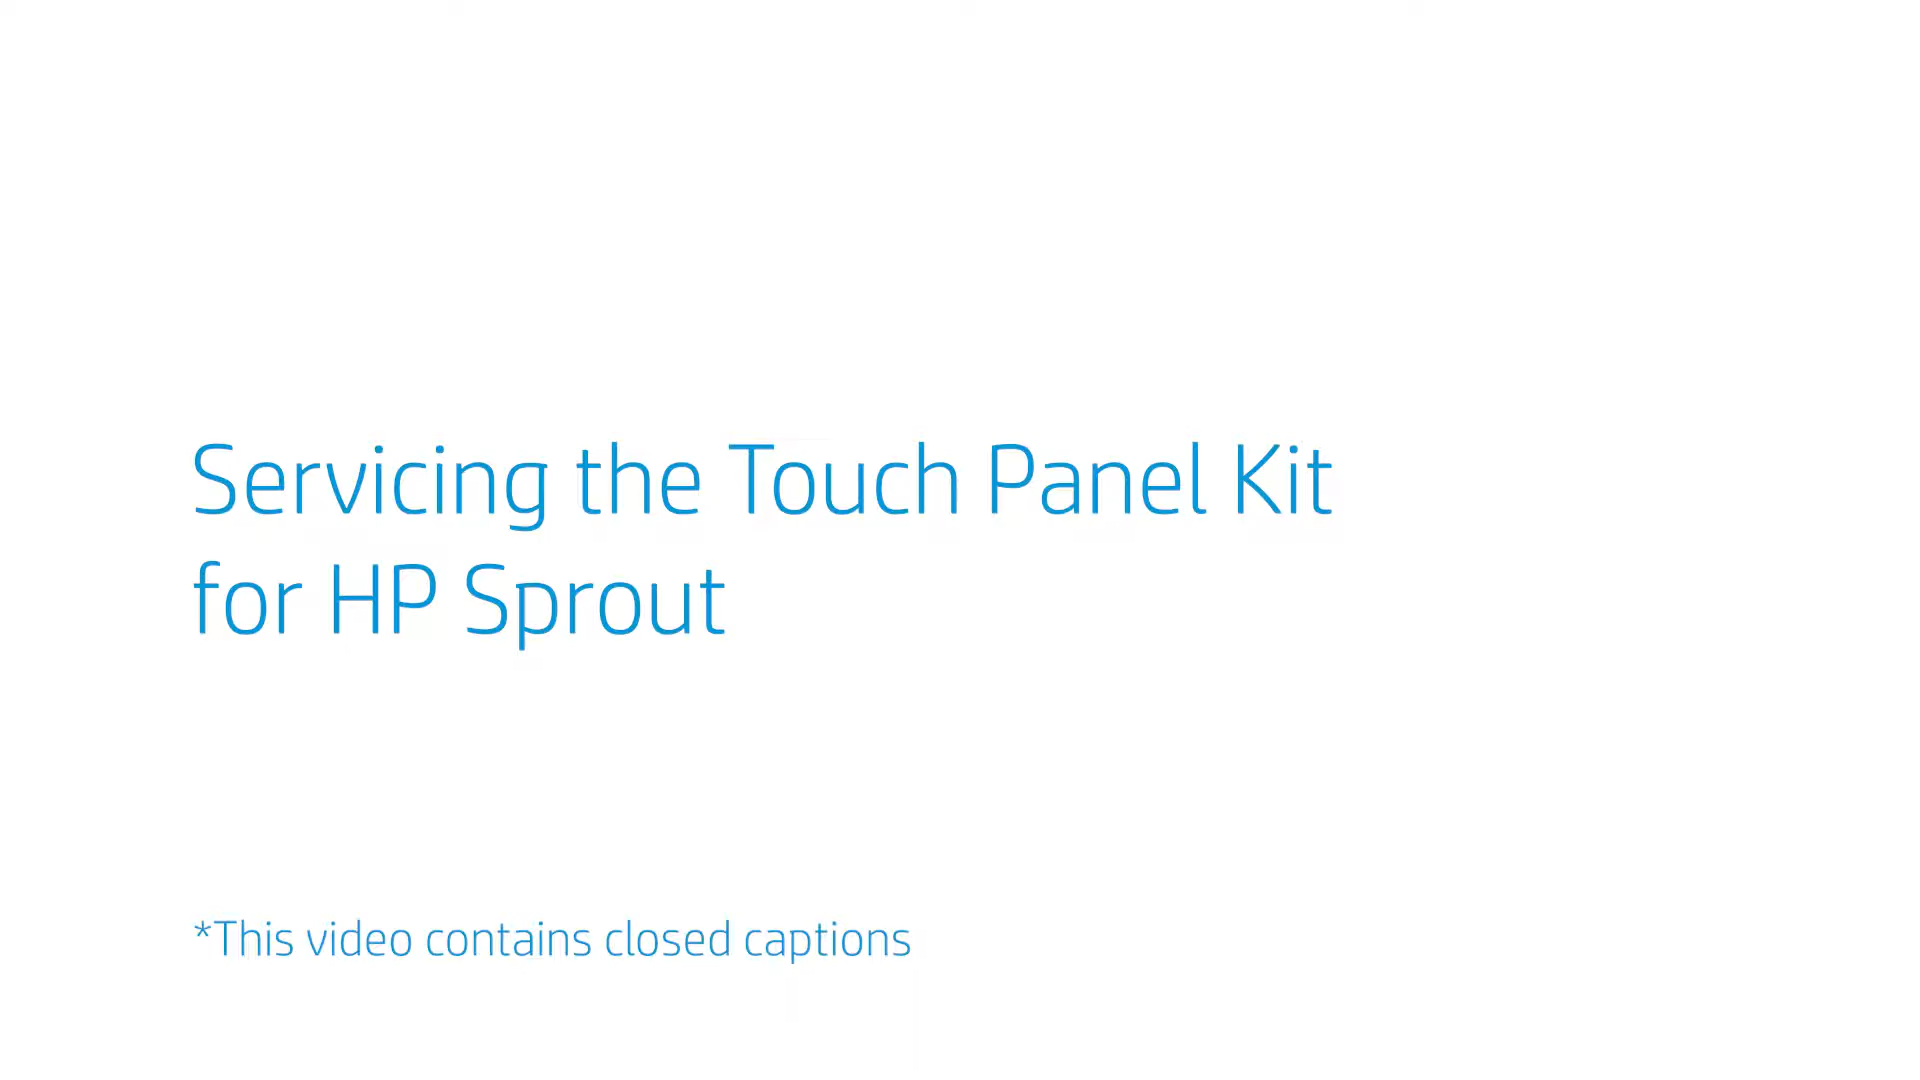 Servicing the Touch Panel Kit
for HP Sprout
*This video contains closed captions